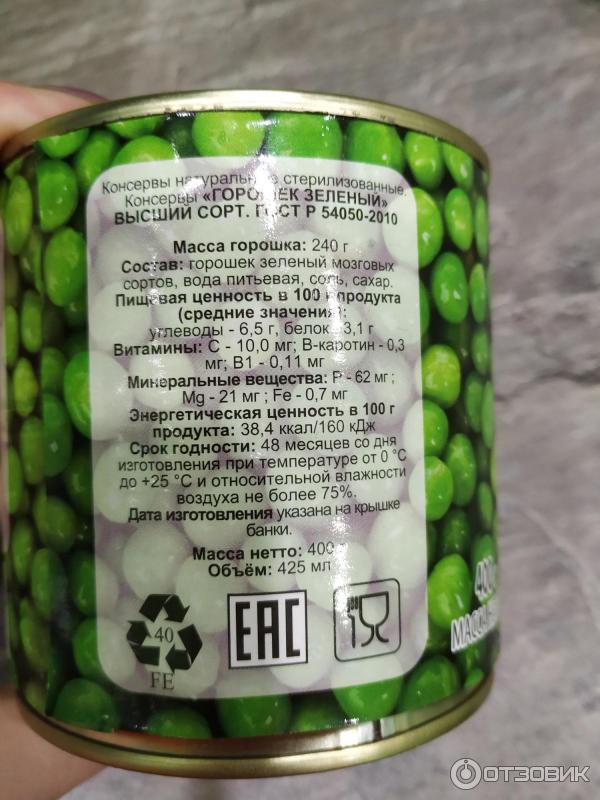 Консервы натуральные стерилизованные.
Консервы «ГОРОШЕК ЗЕЛЕНЫЙ»
ВЫСШИЙ СОРТ. ГОСТ Р 54050-2010
Масса горошка: 240 г
Состав: горошек зеленый мозговых
сортов, вода питьевая, соль, сахар.
Пищевая ценность в 100 г продукта
(средние значения):
углеводы - 6,5 г, белок - 3,1 г
Витамины: С - 10,0 мг; В-каротин - 0,3
мг; В1 - 0,11 мг
Минеральные вещества: Р - 62 мг ;
Mg - 21 мг ; Fe - 0,7 мг
Энергетическая ценность в 100 г
продукта: 38,4 ккал/160 кДж
Срок годности: 48 месяцев со дня
изготовления при температуре от 0 °С
до +25 °С и относительной влажности
воздуха не более 75%.
Дата изготовления указана на крышке
банки.
Масса нетто: 400 г
Объём: 425 мл
40
FE
ЕАС
400
МАССА
ОТЗОВИК